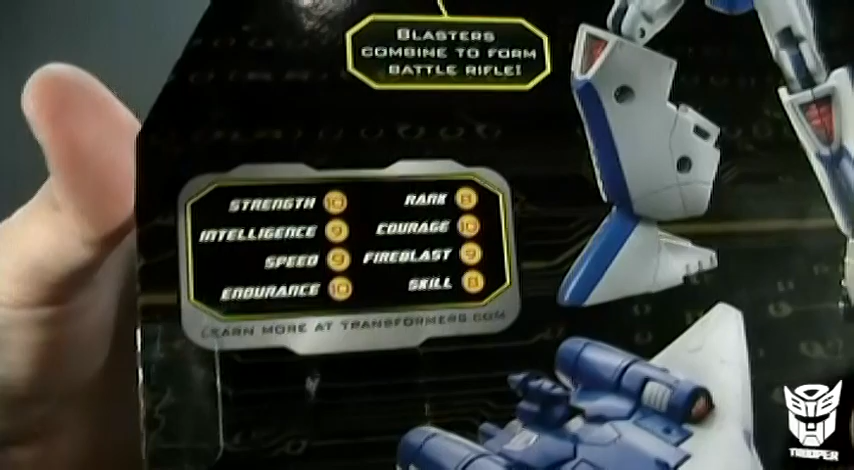 BLASTERS
COMBINE TO FORM
BATTLE RIFLE!
STRENGTH 10
INTELLIGENCE 9
SPEED 9
ENDURANCE 10
RANK 8
COURAGE 10
FIREBLAST 9
SKILL 8
LEARN MORE AT TRANSFORMERS.COM
BTB
TROOPER